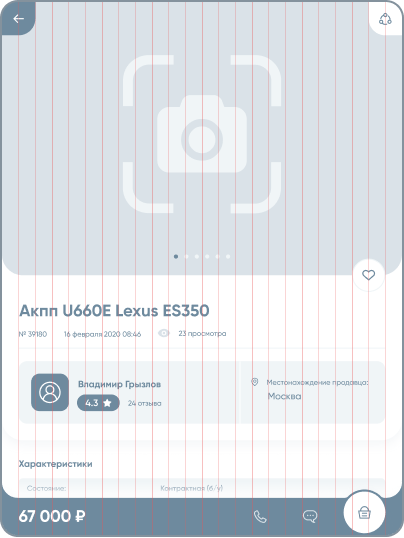 Акпп U660E Lexus ES350
№ 39180 16 февраля 2020 08:46 23 просмотра
Владимир Грызлов
4.3 24 отзыва
Местонахождение продавца:
Москва
Характеристики
Состояние: Контрактная (б/у)
67 000 ₽